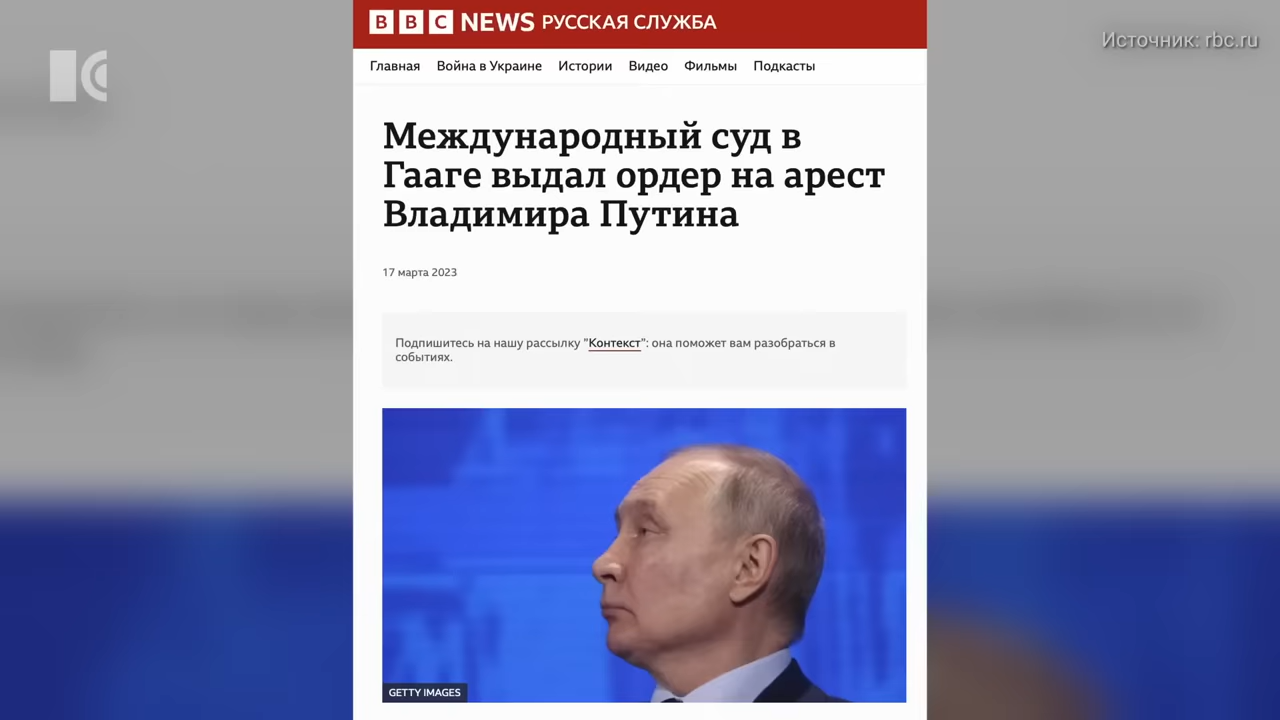 BBC NEWS РУССКАЯ СЛУЖБА
Источник: rbc.ru
Главная Война в Украине Истории Видео Фильмы Подкасты
Международный суд в
Гааге выдал ордер на арест
Владимира Путина
17 марта 2023
Подпишитесь на нашу рассылку "Контекст": она поможет вам разобраться в
событиях.
GETTY IMAGES